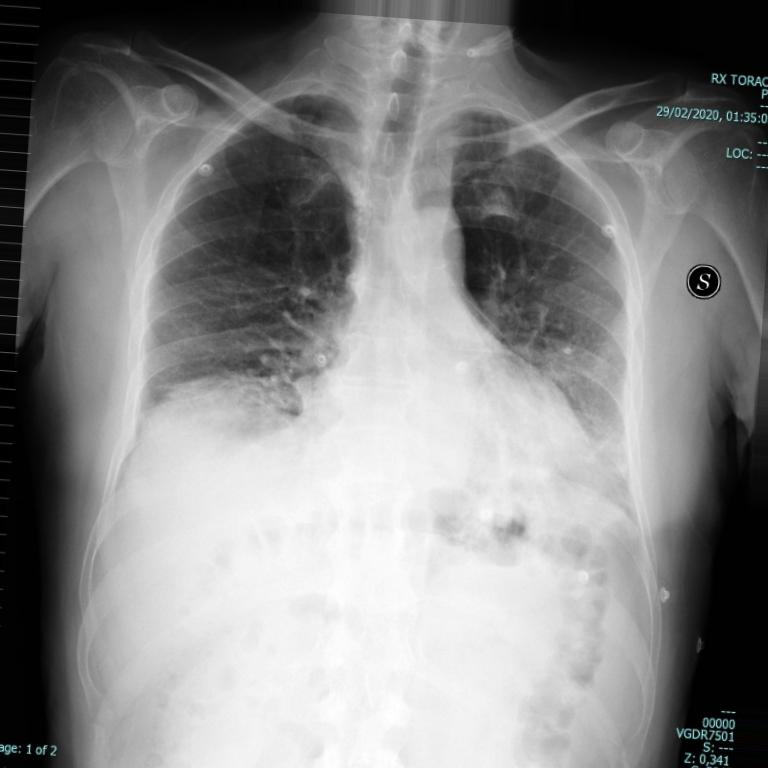 RX TORAC
P
--
29/02/2020, 01:35:0
--
LOC: ---
---
S
---
00000
VGDR7501
S: ---
Z: 0,341
age: 1 of 2